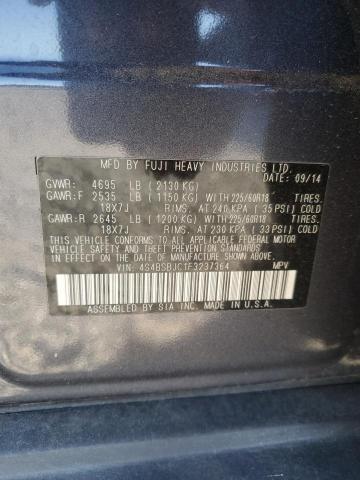 MFD BY FUJI HEAVY INDUSTRIES LTD.
09/14
GVWR: 4695 LB (2130 KG)
GAWR:F 2535 LB (1150 KG) WITH 225/60R18 TIRES.
18X7J RIMS. AT 240 KPA (35 PSI) COLD
GAWR:R 2645 LB (1200 KG) WITH 225/60R18 TIRES.
18X7J RIMS. AT 230 KPA (33 PSI) COLD
THIS VEHICLE CONFORMS TO ALL APPLICABLE FEDERAL MOTOR VEHICLE
SAFETY, BUMPER, AND THEFT PREVENTION STANDARDS IN EFFECT ON THE
DATE OF MANUFACTURE SHOWN ABOVE.
VIN: 4S4BSBJC1F3237364 MPV
ASSEMBLED BY SIA INC. MADE IN U.S.A.